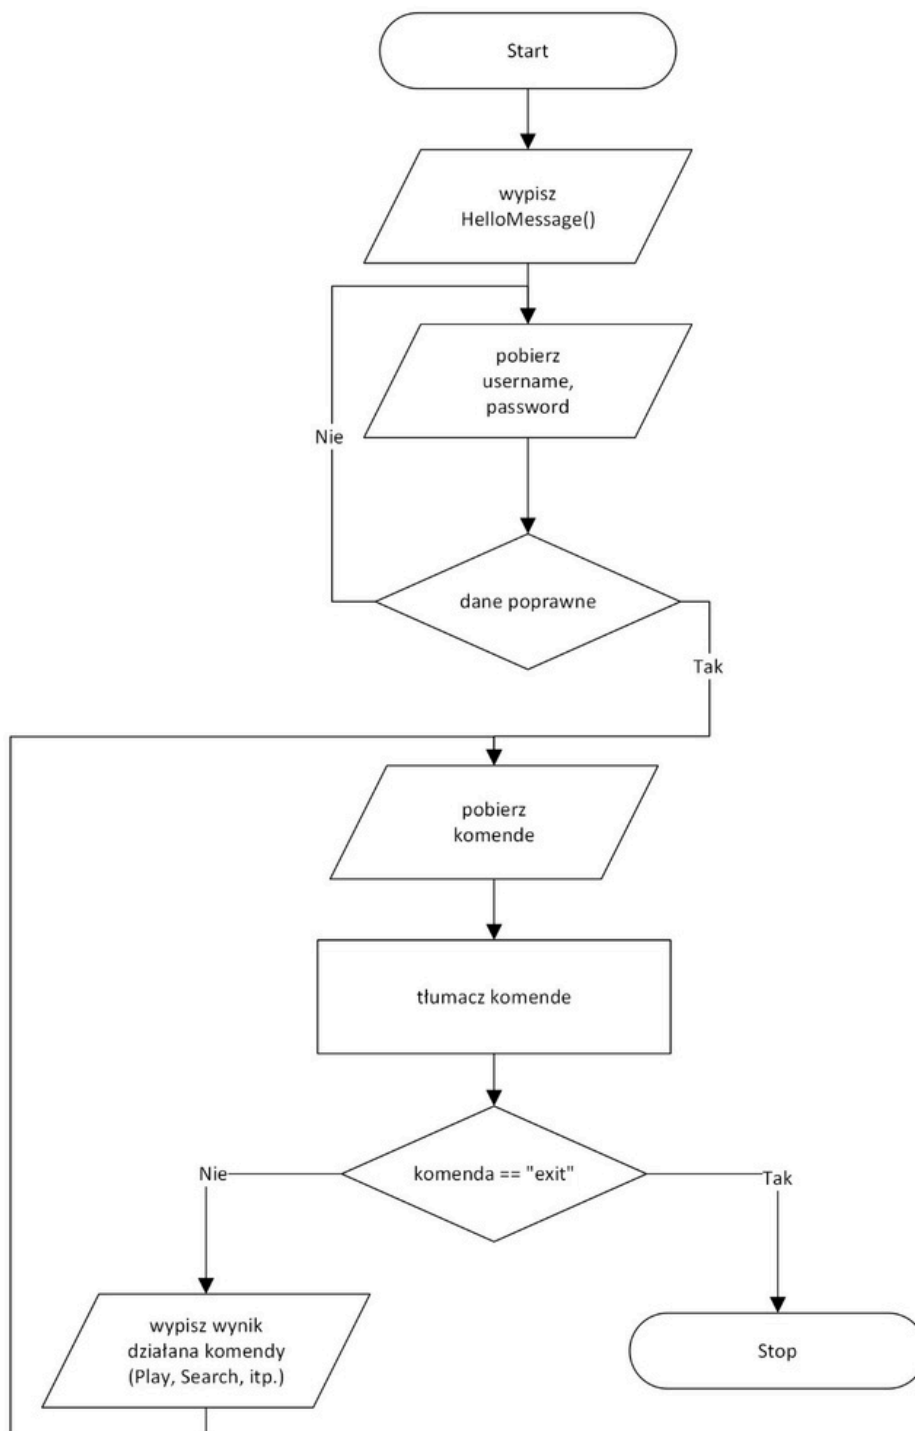 Start
wypisz
HelloMessage()
pobierz
username,
password
Nie
dane poprawne
Tak
pobierz
komende
tłumacz komende
komenda == "exit"
Nie
Tak
wypisz wynik
działana komendy
(Play, Search, itp.)
Stop